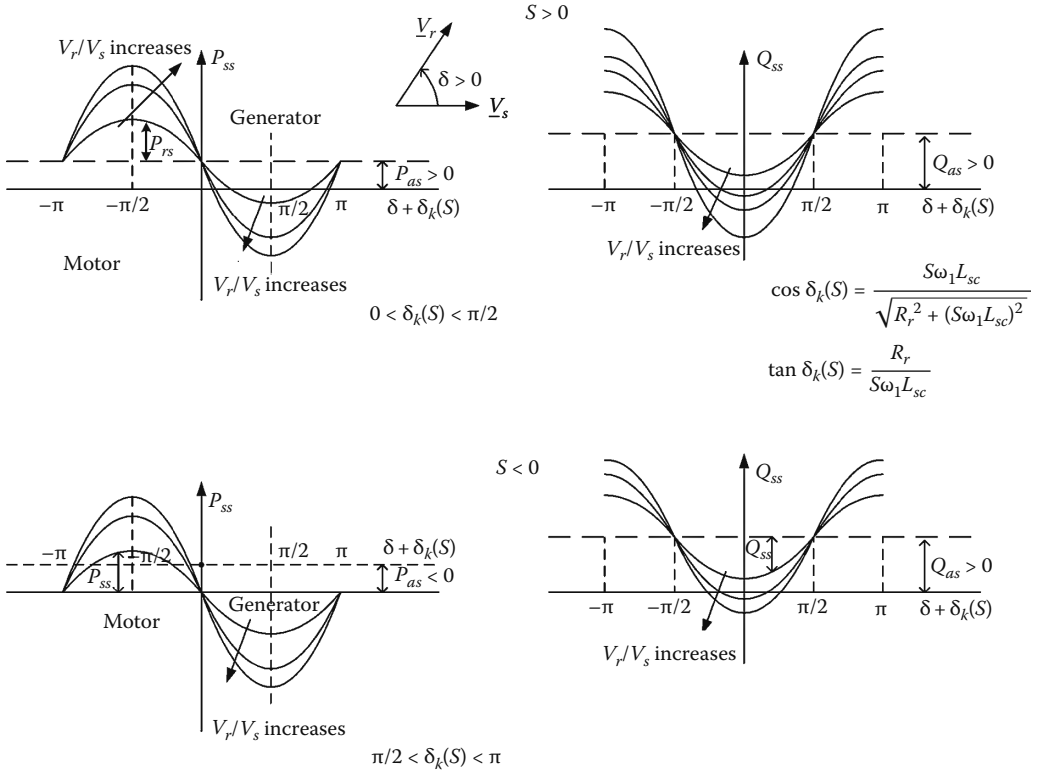 S > 0
V_r/V_s increases
P_ss
V_r
δ > 0
V_s
Generator
P_rs
P_as > 0
−π
−π/2
π/2
π
δ + δ_k(S)
Motor
V_r/V_s increases
0 < δ_k(S) < π/2
Q_ss
Q_as > 0
−π
−π/2
π/2
π
δ + δ_k(S)
V_r/V_s increases
cos δ_k(S) = Sω_1L_sc / √(R_r^2 + (Sω_1L_sc)^2)
tan δ_k(S) = R_r / Sω_1L_sc
S < 0
P_ss
−π
−π/2
π/2
π
δ + δ_k(S)
P_ss
P_as < 0
Motor
Generator
V_r/V_s increases
π/2 < δ_k(S) < π
Q_ss
Q_ss
Q_as > 0
−π
−π/2
π/2
π
δ + δ_k(S)
V_r/V_s increases